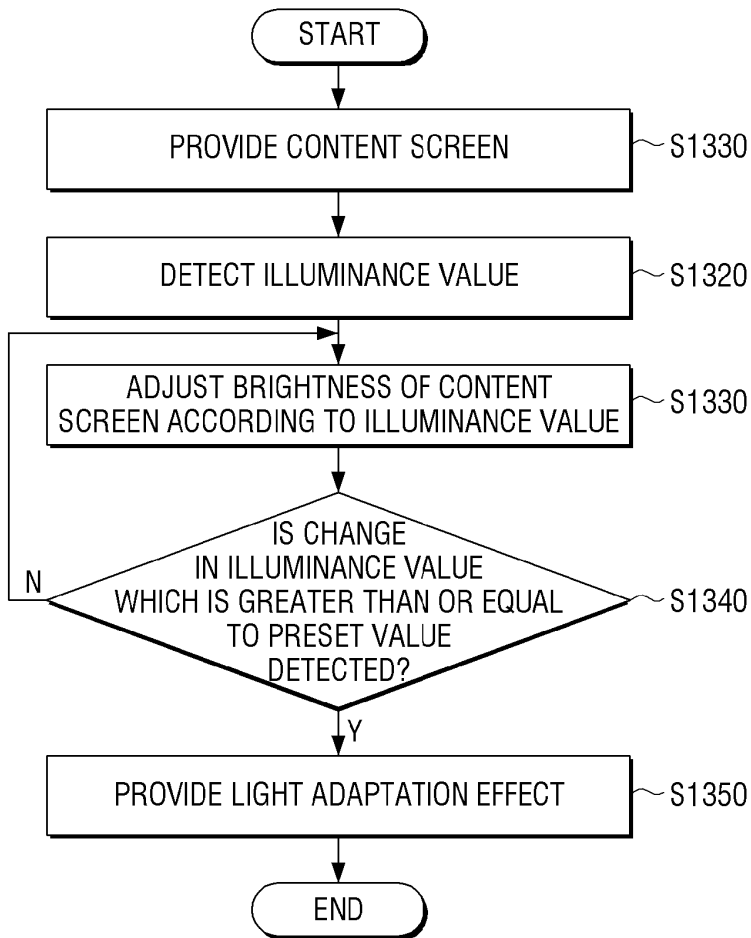 START
PROVIDE CONTENT SCREEN
S1330
DETECT ILLUMINANCE VALUE
S1320
ADJUST BRIGHTNESS OF CONTENT
SCREEN ACCORDING TO ILLUMINANCE VALUE
S1330
IS CHANGE
IN ILLUMINANCE VALUE
WHICH IS GREATER THAN OR EQUAL
TO PRESET VALUE
DETECTED?
N
S1340
Y
PROVIDE LIGHT ADAPTATION EFFECT
S1350
END